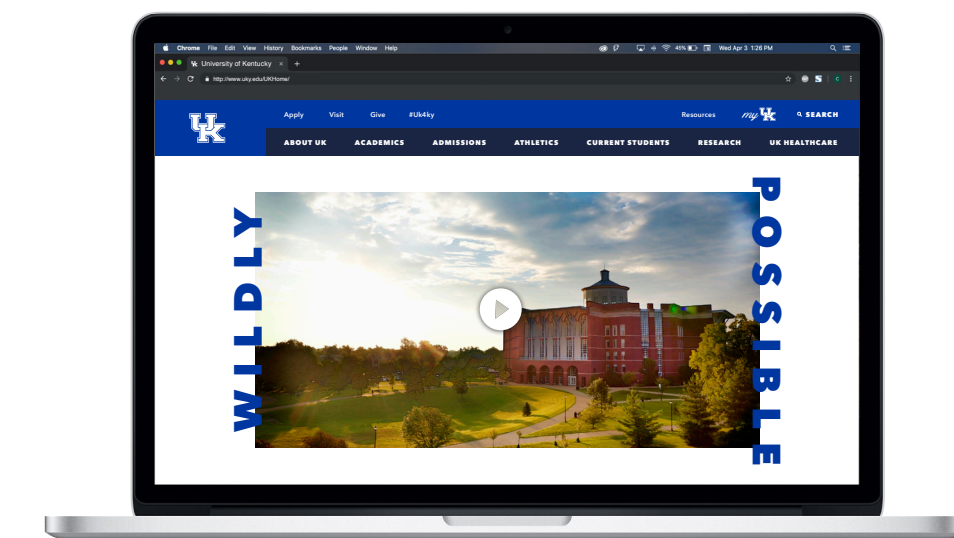 Chrome File Edit View History Bookmarks People Window Help 45% Wed Apr 3 1:26 PM
University of Kentucky × +
http://www.uky.edu/UKHome/
UK Apply Visit Give #Uk4ky Resources my UK SEARCH
ABOUT UK ACADEMICS ADMISSIONS ATHLETICS CURRENT STUDENTS RESEARCH UK HEALTHCARE
WILDLY
POSSIBLE